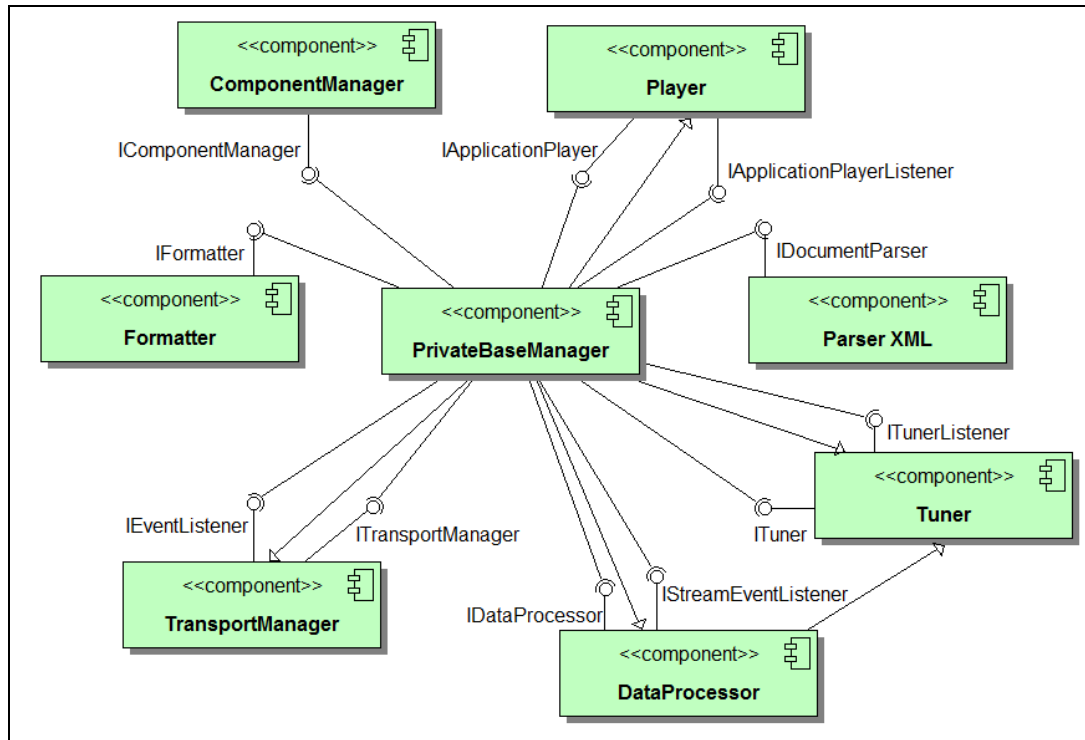 <<component>>
ComponentManager
<<component>>
Player
IComponentManager
IApplicationPlayer
IApplicationPlayerListener
IFormatter
IDocumentParser
<<component>>
Formatter
<<component>>
PrivateBaseManager
<<component>>
Parser XML
ITunerListener
<<component>>
Tuner
IEventListener
ITransportManager
ITuner
<<component>>
TransportManager
IDataProcessor
IStreamEventListener
<<component>>
DataProcessor